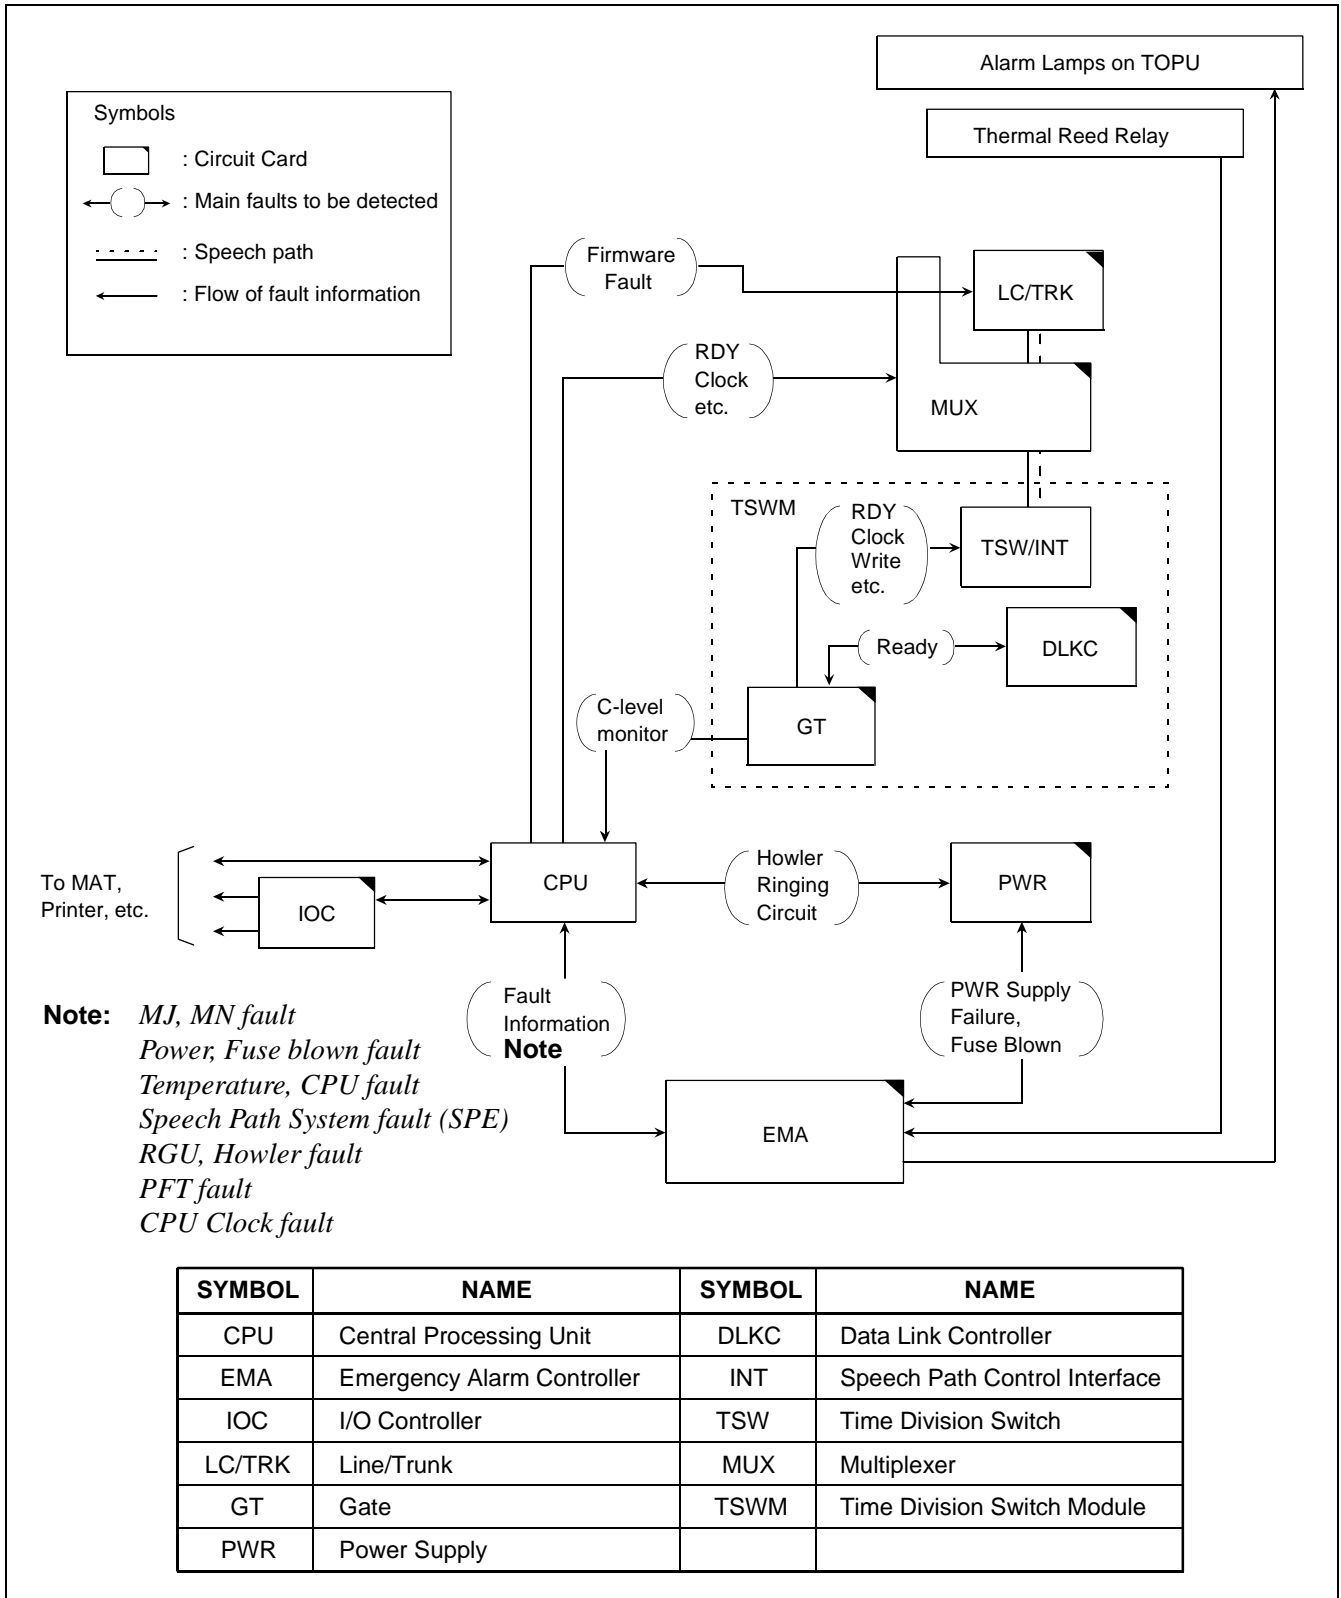 Alarm Lamps on TOPU
Thermal Reed Relay
Symbols
: Circuit Card
: Main faults to be detected
: Speech path
: Flow of fault information
Firmware
Fault
LC/TRK
RDY
Clock
etc.
MUX
TSWM
RDY
Clock
Write
etc.
TSW/INT
Ready
DLKC
C-level
monitor
GT
To MAT,
Printer, etc.
IOC
CPU
Howler
Ringing
Circuit
PWR
Fault
Information
Note
PWR Supply
Failure,
Fuse Blown
EMA
Note: MJ, MN fault
Power, Fuse blown fault
Temperature, CPU fault
Speech Path System fault (SPE)
RGU, Howler fault
PFT fault
CPU Clock fault
SYMBOL NAME SYMBOL NAME
CPU Central Processing Unit DLKC Data Link Controller
EMA Emergency Alarm Controller INT Speech Path Control Interface
IOC I/O Controller TSW Time Division Switch
LC/TRK Line/Trunk MUX Multiplexer
GT Gate TSWM Time Division Switch Module
PWR Power Supply